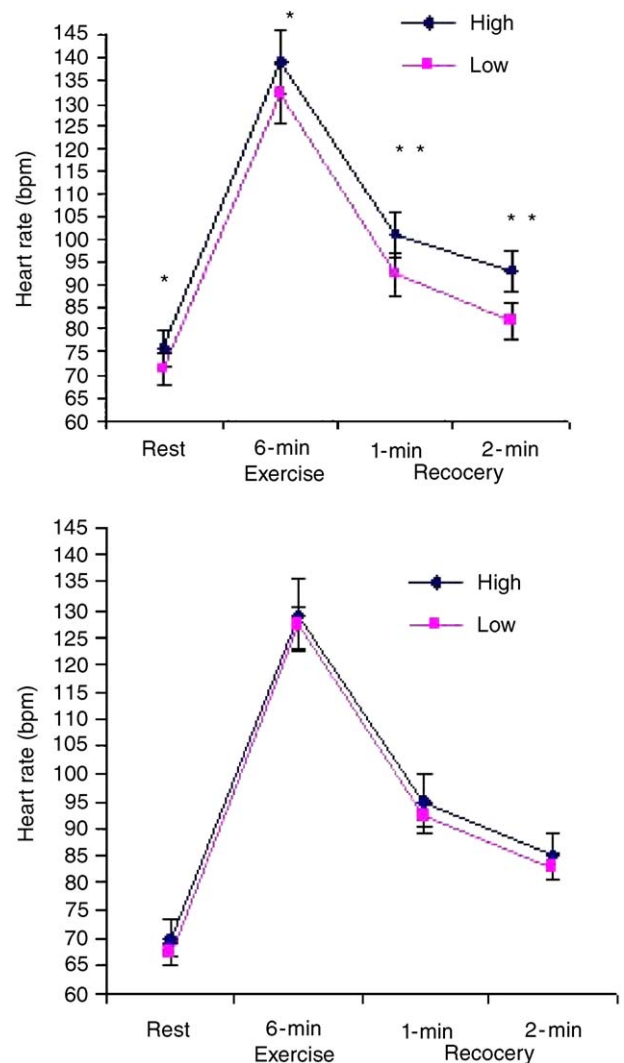 145
140
135
130
125
120
115
110
105
100
95
90
85
80
75
70
65
60
Heart rate (bpm)
*
*
* *
* *
High
Low
Rest
6-min
1-min
2-min
Exercise
Recocery
145
140
135
130
125
120
115
110
105
100
95
90
85
80
75
70
65
60
Heart rate (bpm)
High
Low
Rest
6-min
1-min
2-min
Exercise
Recocery